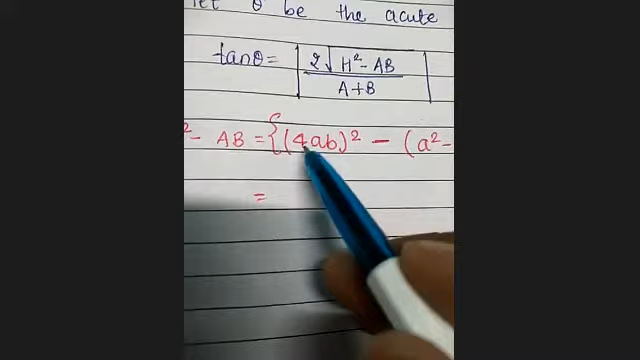 let θ be the acute
tanθ = | 2√H²-AB / A+B |
²- AB = {(4ab)² - (a²-
=